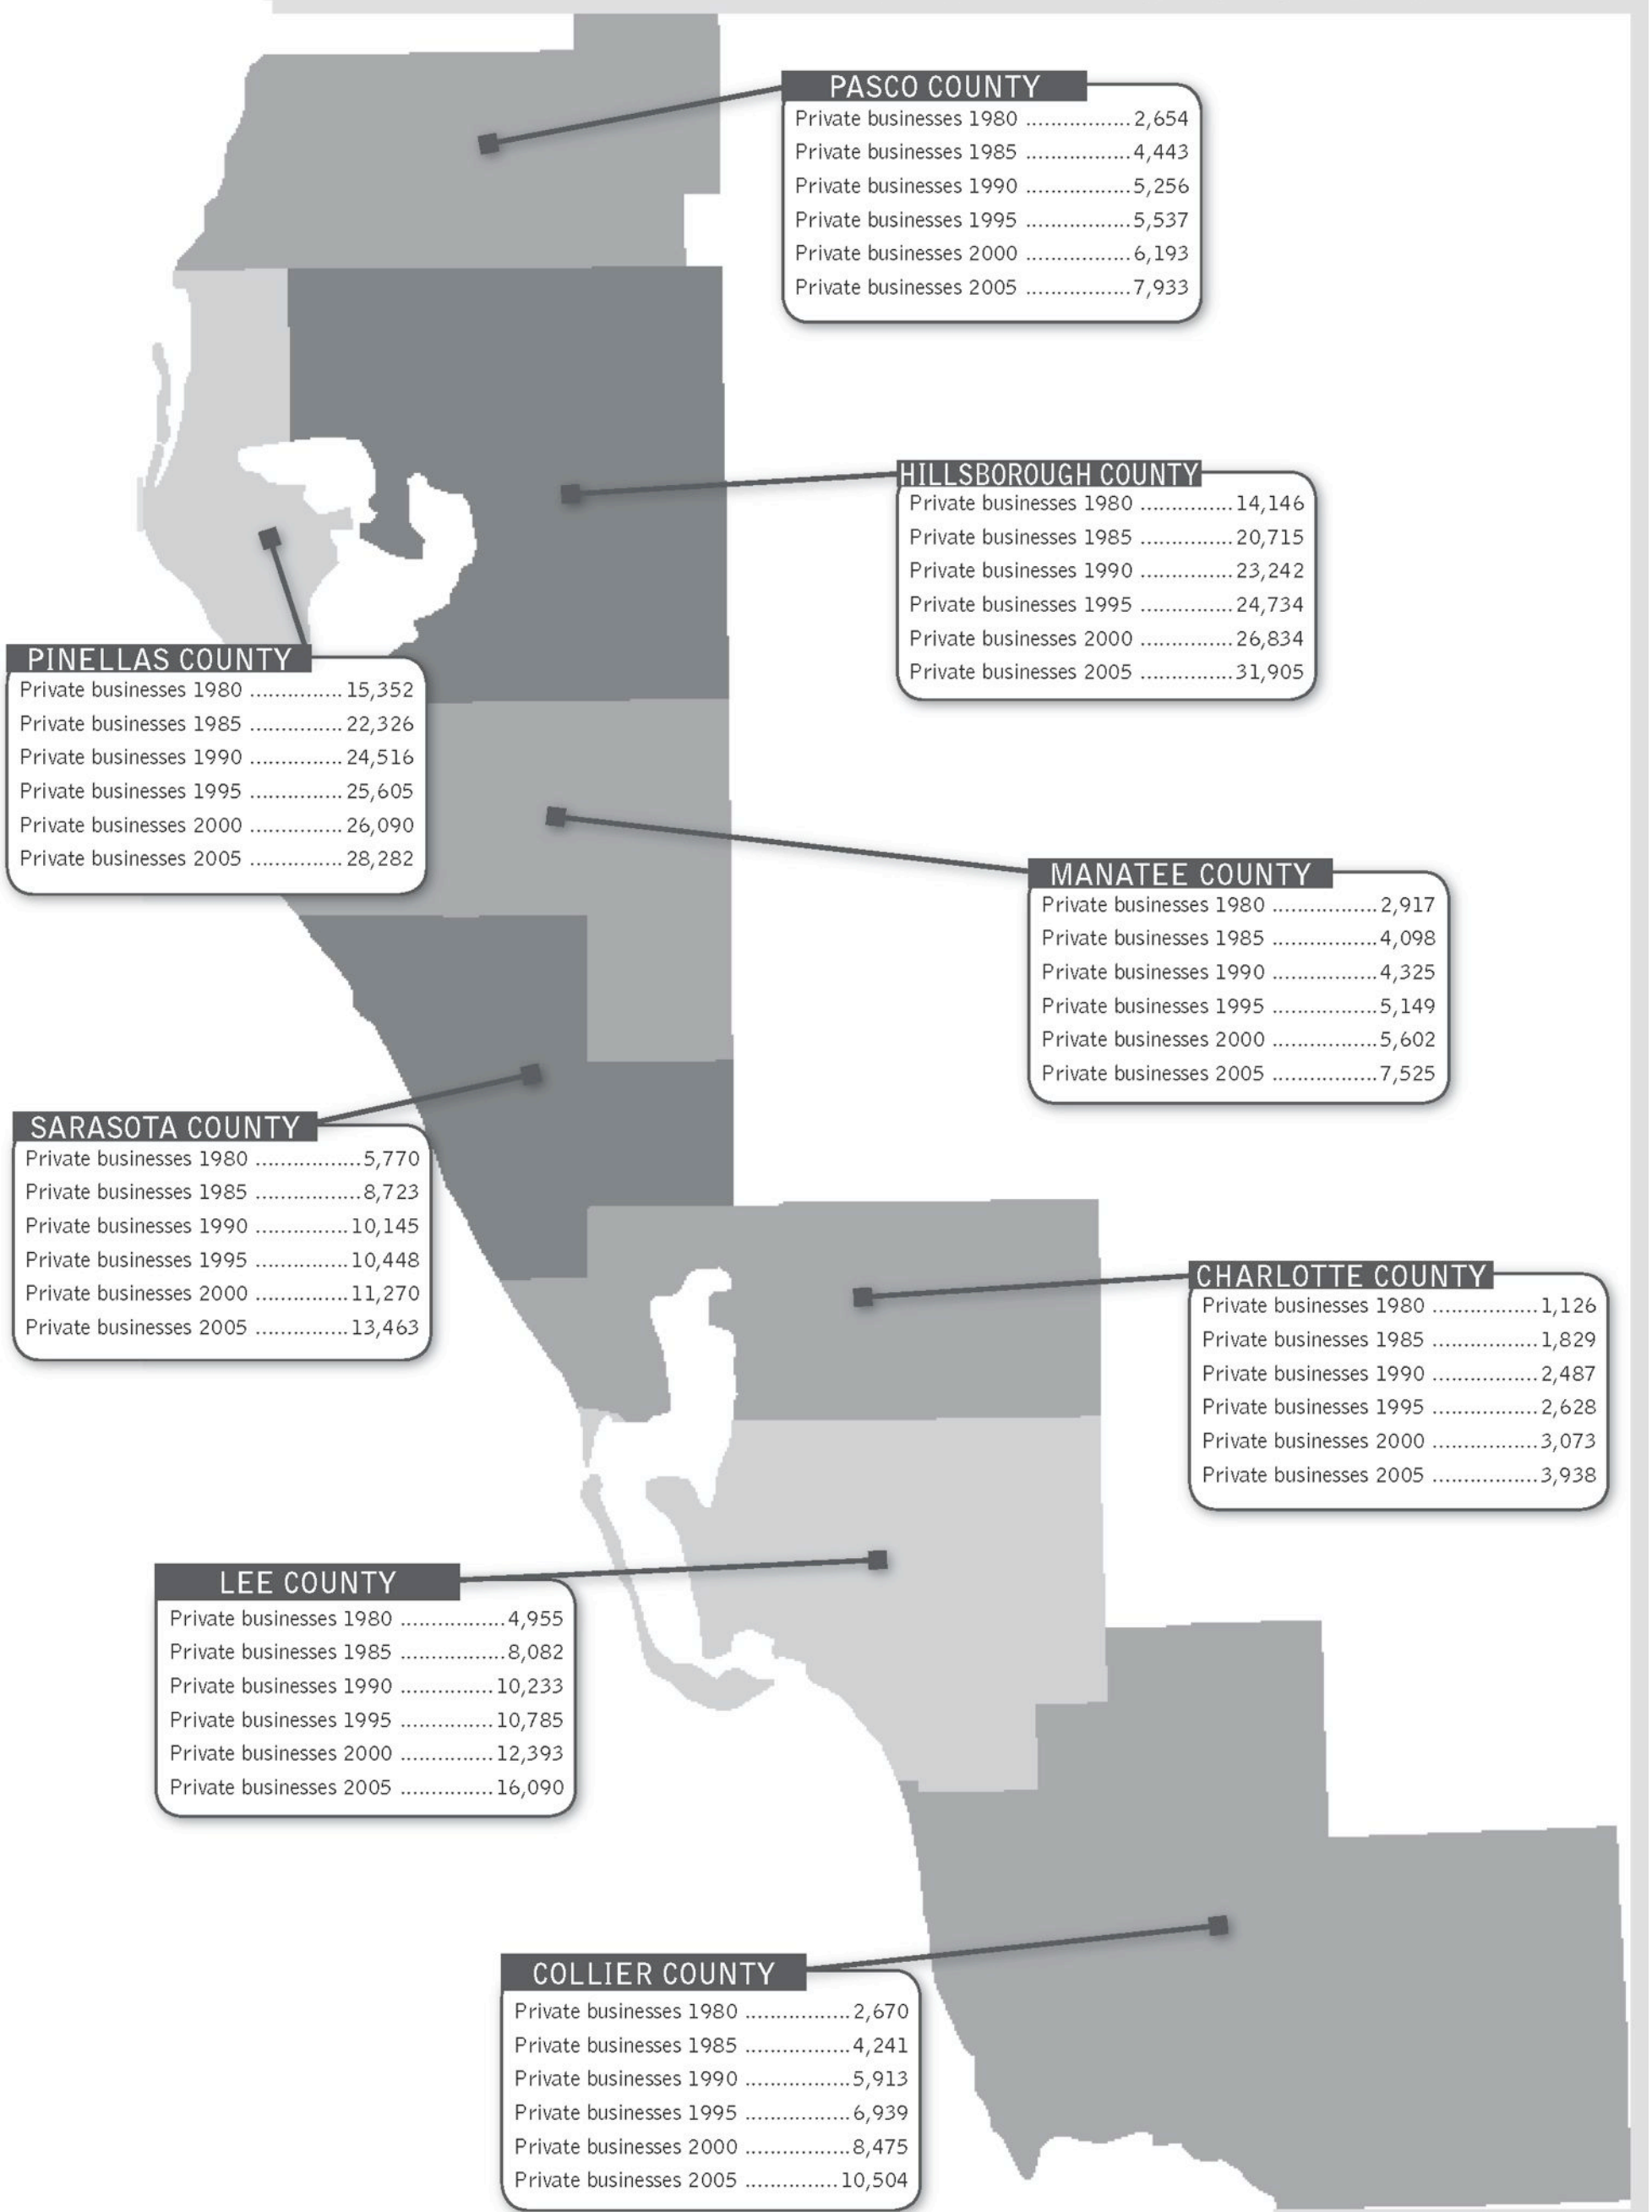 PASCO COUNTY
Private businesses 1980 .................2,654
Private businesses 1985 .................4,443
Private businesses 1990 .................5,256
Private businesses 1995 .................5,537
Private businesses 2000 .................6,193
Private businesses 2005 .................7,933
HILLSBOROUGH COUNTY
Private businesses 1980 ...............14,146
Private businesses 1985 ...............20,715
Private businesses 1990 ...............23,242
Private businesses 1995 ...............24,734
Private businesses 2000 ...............26,834
Private businesses 2005 ...............31,905
PINELLAS COUNTY
Private businesses 1980 ...............15,352
Private businesses 1985 ...............22,326
Private businesses 1990 ...............24,516
Private businesses 1995 ...............25,605
Private businesses 2000 ...............26,090
Private businesses 2005 ...............28,282
MANATEE COUNTY
Private businesses 1980 .................2,917
Private businesses 1985 .................4,098
Private businesses 1990 .................4,325
Private businesses 1995 .................5,149
Private businesses 2000 .................5,602
Private businesses 2005 .................7,525
SARASOTA COUNTY
Private businesses 1980 .................5,770
Private businesses 1985 .................8,723
Private businesses 1990 ...............10,145
Private businesses 1995 ...............10,448
Private businesses 2000 ...............11,270
Private businesses 2005 ...............13,463
CHARLOTTE COUNTY
Private businesses 1980 .................1,126
Private businesses 1985 .................1,829
Private businesses 1990 .................2,487
Private businesses 1995 .................2,628
Private businesses 2000 .................3,073
Private businesses 2005 .................3,938
LEE COUNTY
Private businesses 1980 .................4,955
Private businesses 1985 .................8,082
Private businesses 1990 ...............10,233
Private businesses 1995 ...............10,785
Private businesses 2000 ...............12,393
Private businesses 2005 ...............16,090
COLLIER COUNTY
Private businesses 1980 .................2,670
Private businesses 1985 .................4,241
Private businesses 1990 .................5,913
Private businesses 1995 .................6,939
Private businesses 2000 .................8,475
Private businesses 2005 ...............10,504